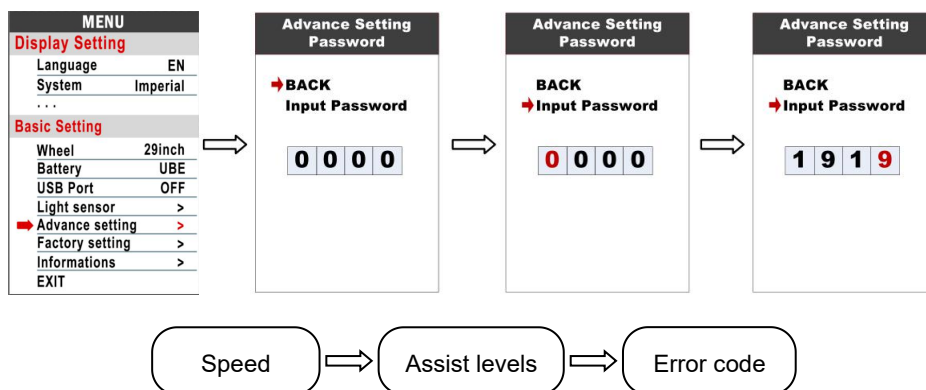 MENU
Display Setting
Language EN
System Imperial
...
Basic Setting
Wheel 29inch
Battery UBE
USB Port OFF
Light sensor >
Advance setting >
Factory setting >
Informations >
EXIT
Advance Setting
Password
BACK
Input Password
0 0 0 0
Advance Setting
Password
BACK
Input Password
0 0 0 0
Advance Setting
Password
BACK
Input Password
1 9 1 9
Speed
Assist levels
Error code